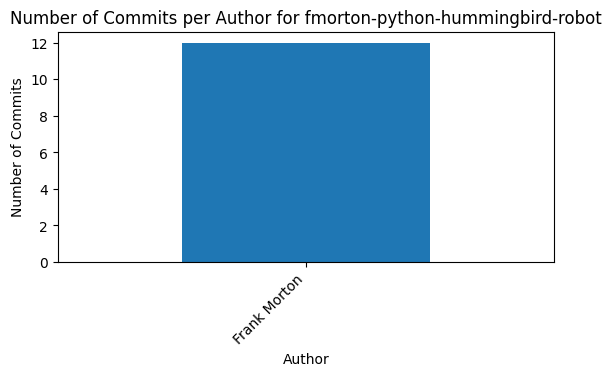 Number of Commits per Author for fmorton-python-hummingbird-robot
12
10
8
6
4
2
0
Number of Commits
Frank Morton
Author